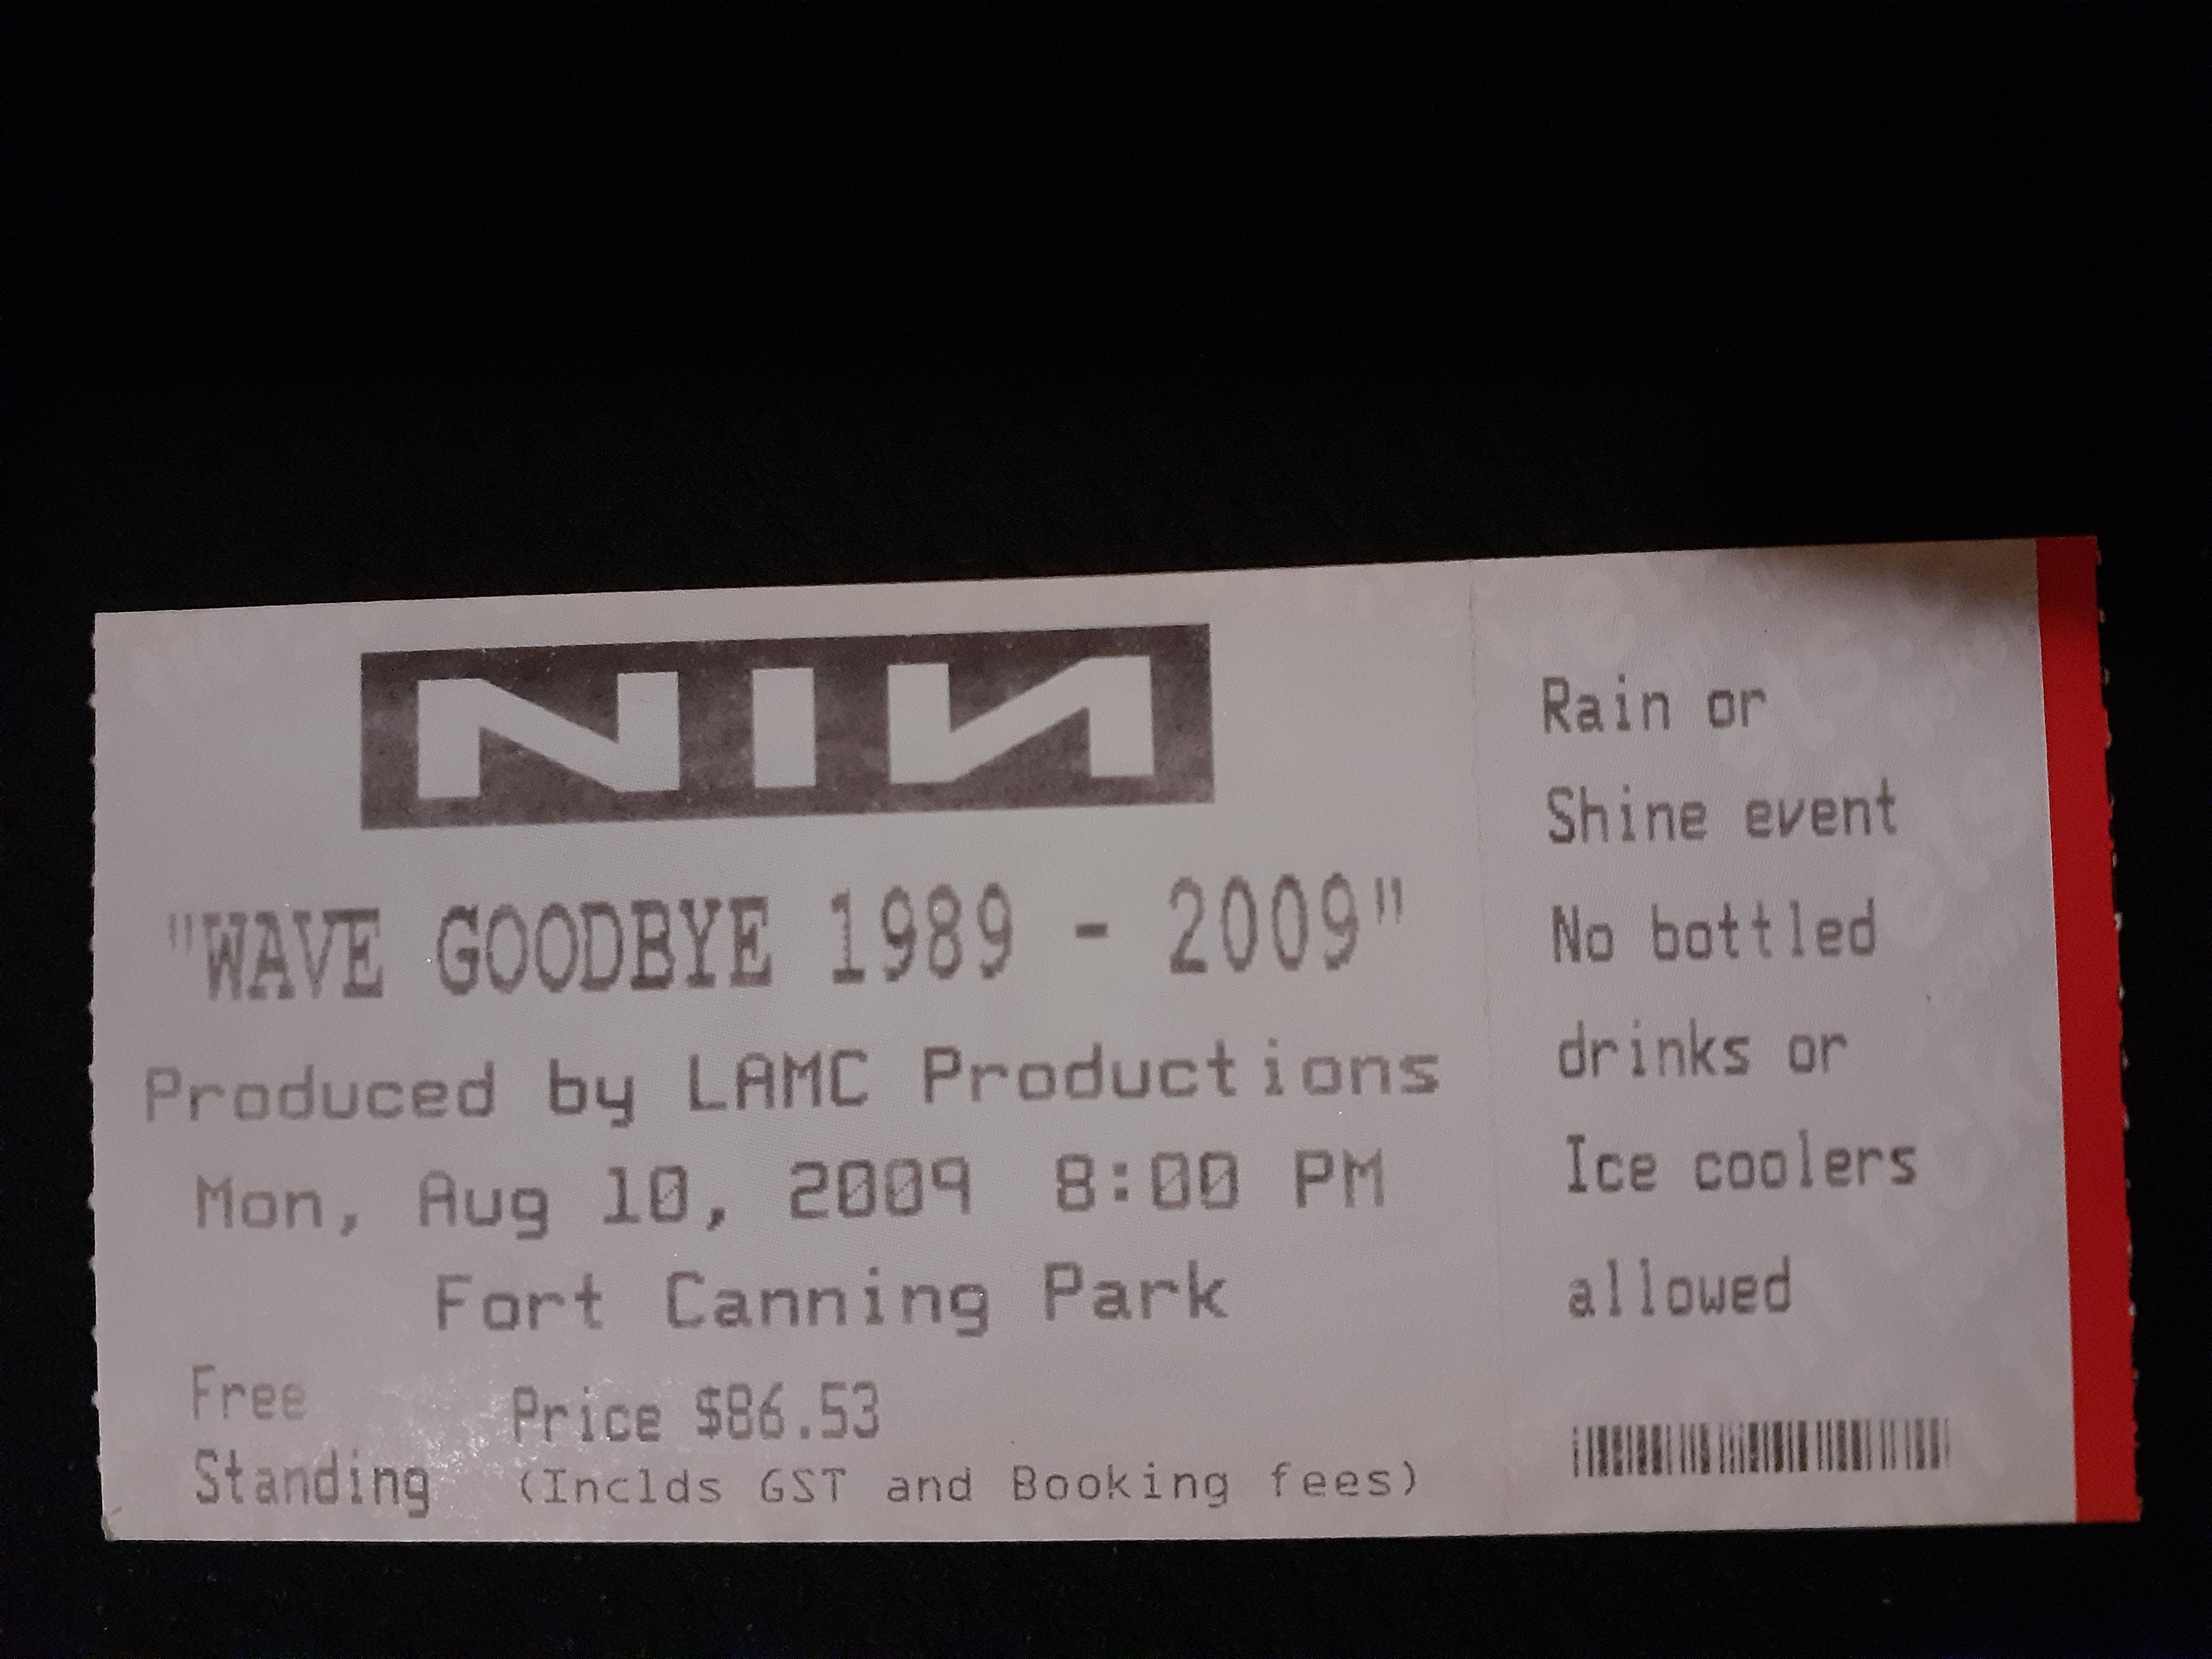 NIN
"WAVE GOODBYE 1989 - 2009"
Produced by LAMC Productions
Mon, Aug 10, 2009 8:00 PM
Fort Canning Park
Free
Standing
Price $86.53
(Inclds GST and Booking fees)
Rain or
Shine event
No bottled
drinks or
Ice coolers
allowed